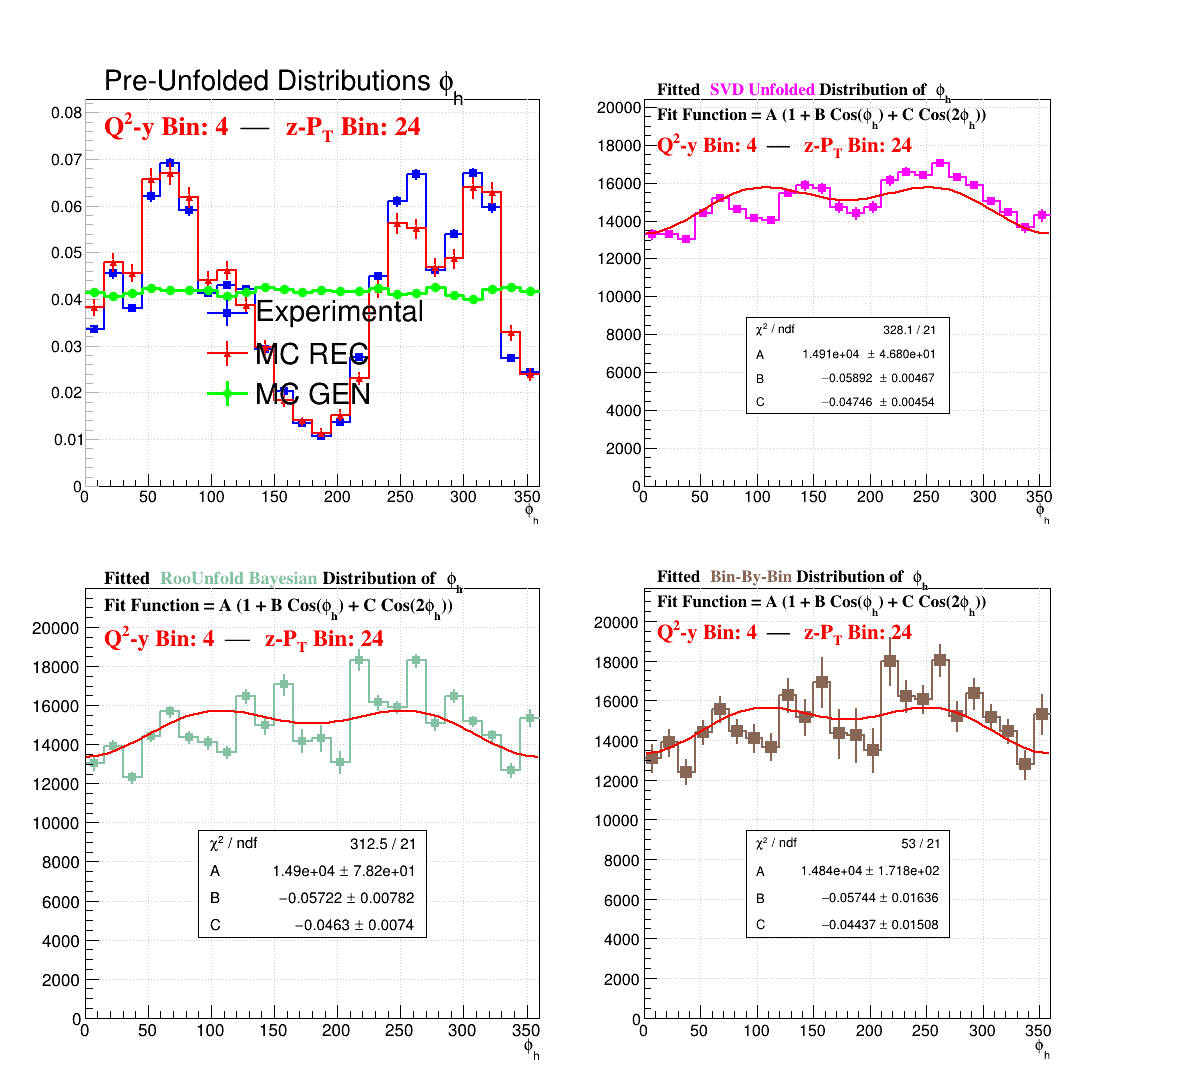 Pre-Unfolded Distributions ϕh
Q²-y Bin: 4 — z-PT Bin: 24
0.08
0.07
0.06
0.05
0.04
0.03
0.02
0.01
0
Experimental
MC REC
MC GEN
0 50 100 150 200 250 300 350
ϕh
Fitted SVD Unfolded Distribution of ϕh
Fit Function = A (1 + B Cos(ϕh) + C Cos(2ϕh))
Q²-y Bin: 4 — z-PT Bin: 24
20000
18000
16000
14000
12000
10000
8000
6000
4000
2000
0
χ² / ndf 328.1 / 21
A 1.491e+04 ± 4.680e+01
B −0.05892 ± 0.00467
C −0.04746 ± 0.00454
0 50 100 150 200 250 300 350
ϕh
Fitted RooUnfold Bayesian Distribution of ϕh
Fit Function = A (1 + B Cos(ϕh) + C Cos(2ϕh))
Q²-y Bin: 4 — z-PT Bin: 24
20000
18000
16000
14000
12000
10000
8000
6000
4000
2000
0
χ² / ndf 312.5 / 21
A 1.49e+04 ± 7.82e+01
B −0.05722 ± 0.00782
C −0.0463 ± 0.0074
0 50 100 150 200 250 300 350
ϕh
Fitted Bin-By-Bin Distribution of ϕh
Fit Function = A (1 + B Cos(ϕh) + C Cos(2ϕh))
Q²-y Bin: 4 — z-PT Bin: 24
20000
18000
16000
14000
12000
10000
8000
6000
4000
2000
0
χ² / ndf 53 / 21
A 1.484e+04 ± 1.718e+02
B −0.05744 ± 0.01636
C −0.04437 ± 0.01508
0 50 100 150 200 250 300 350
ϕh